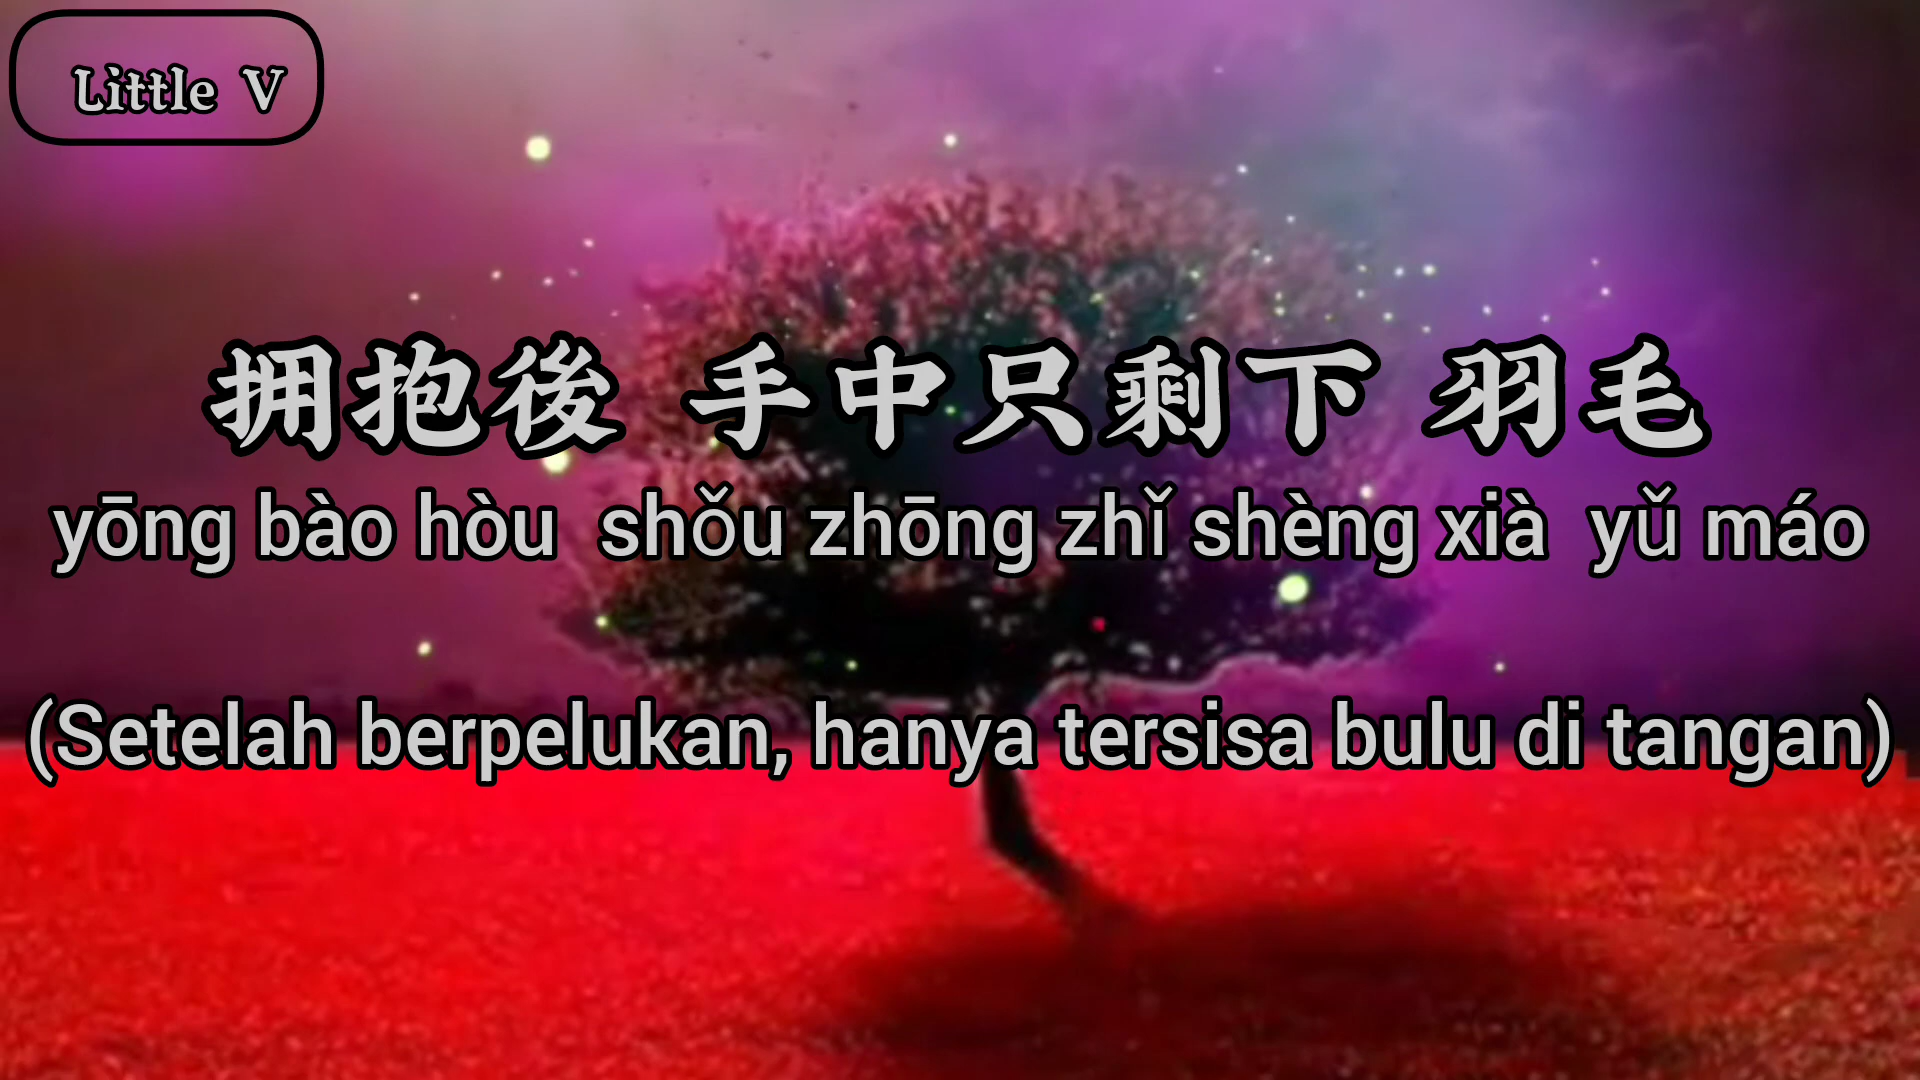 Little V
拥抱後 手中只剩下 羽毛
yōng bào hòu shǒu zhōng zhǐ shèng xià yǔ máo
(Setelah berpelukan, hanya tersisa bulu di tangan)